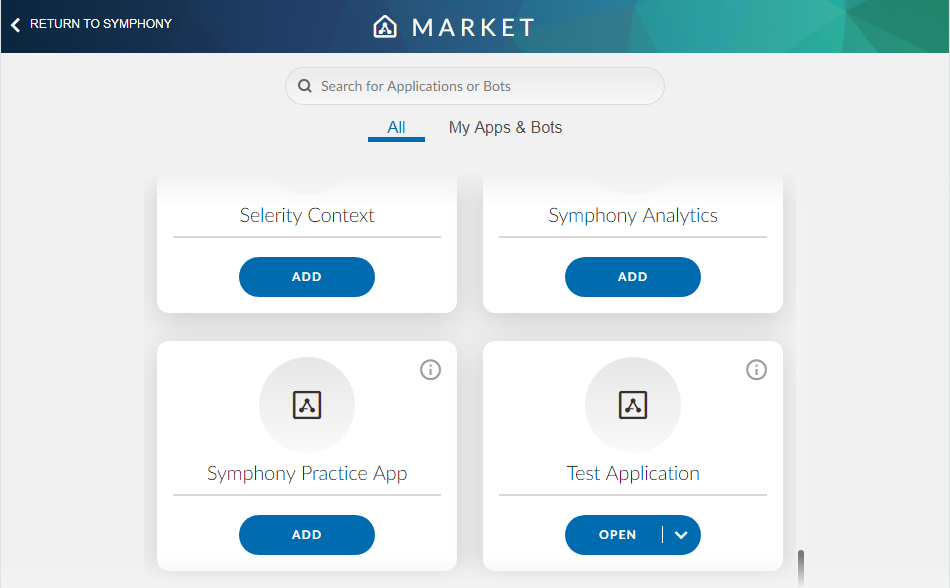 RETURN TO SYMPHONY
MARKET
Search for Applications or Bots
All
My Apps & Bots
Selerity Context
Symphony Analytics
ADD
ADD
Symphony Practice App
Test Application
ADD
OPEN